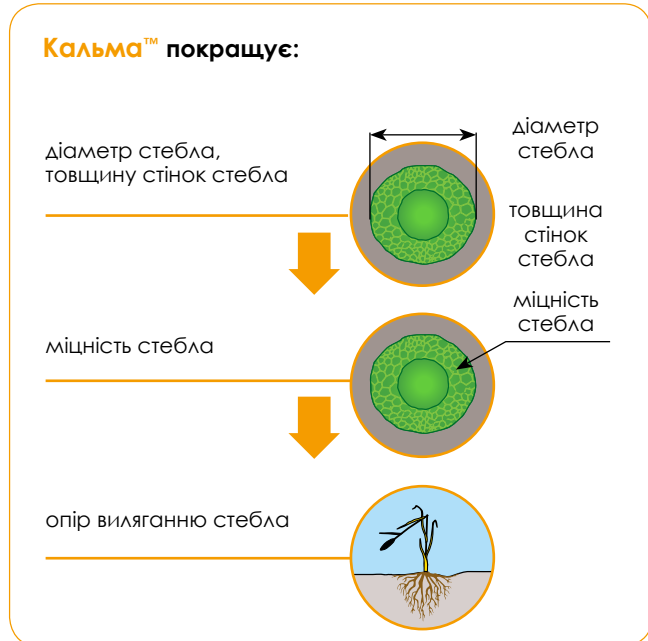 Кальма™ покращує:
діаметр стебла,
товщину стінок стебла
діаметр
стебла
товщина
стінок
стебла
міцність стебла
міцність
стебла
опір виляганню стебла